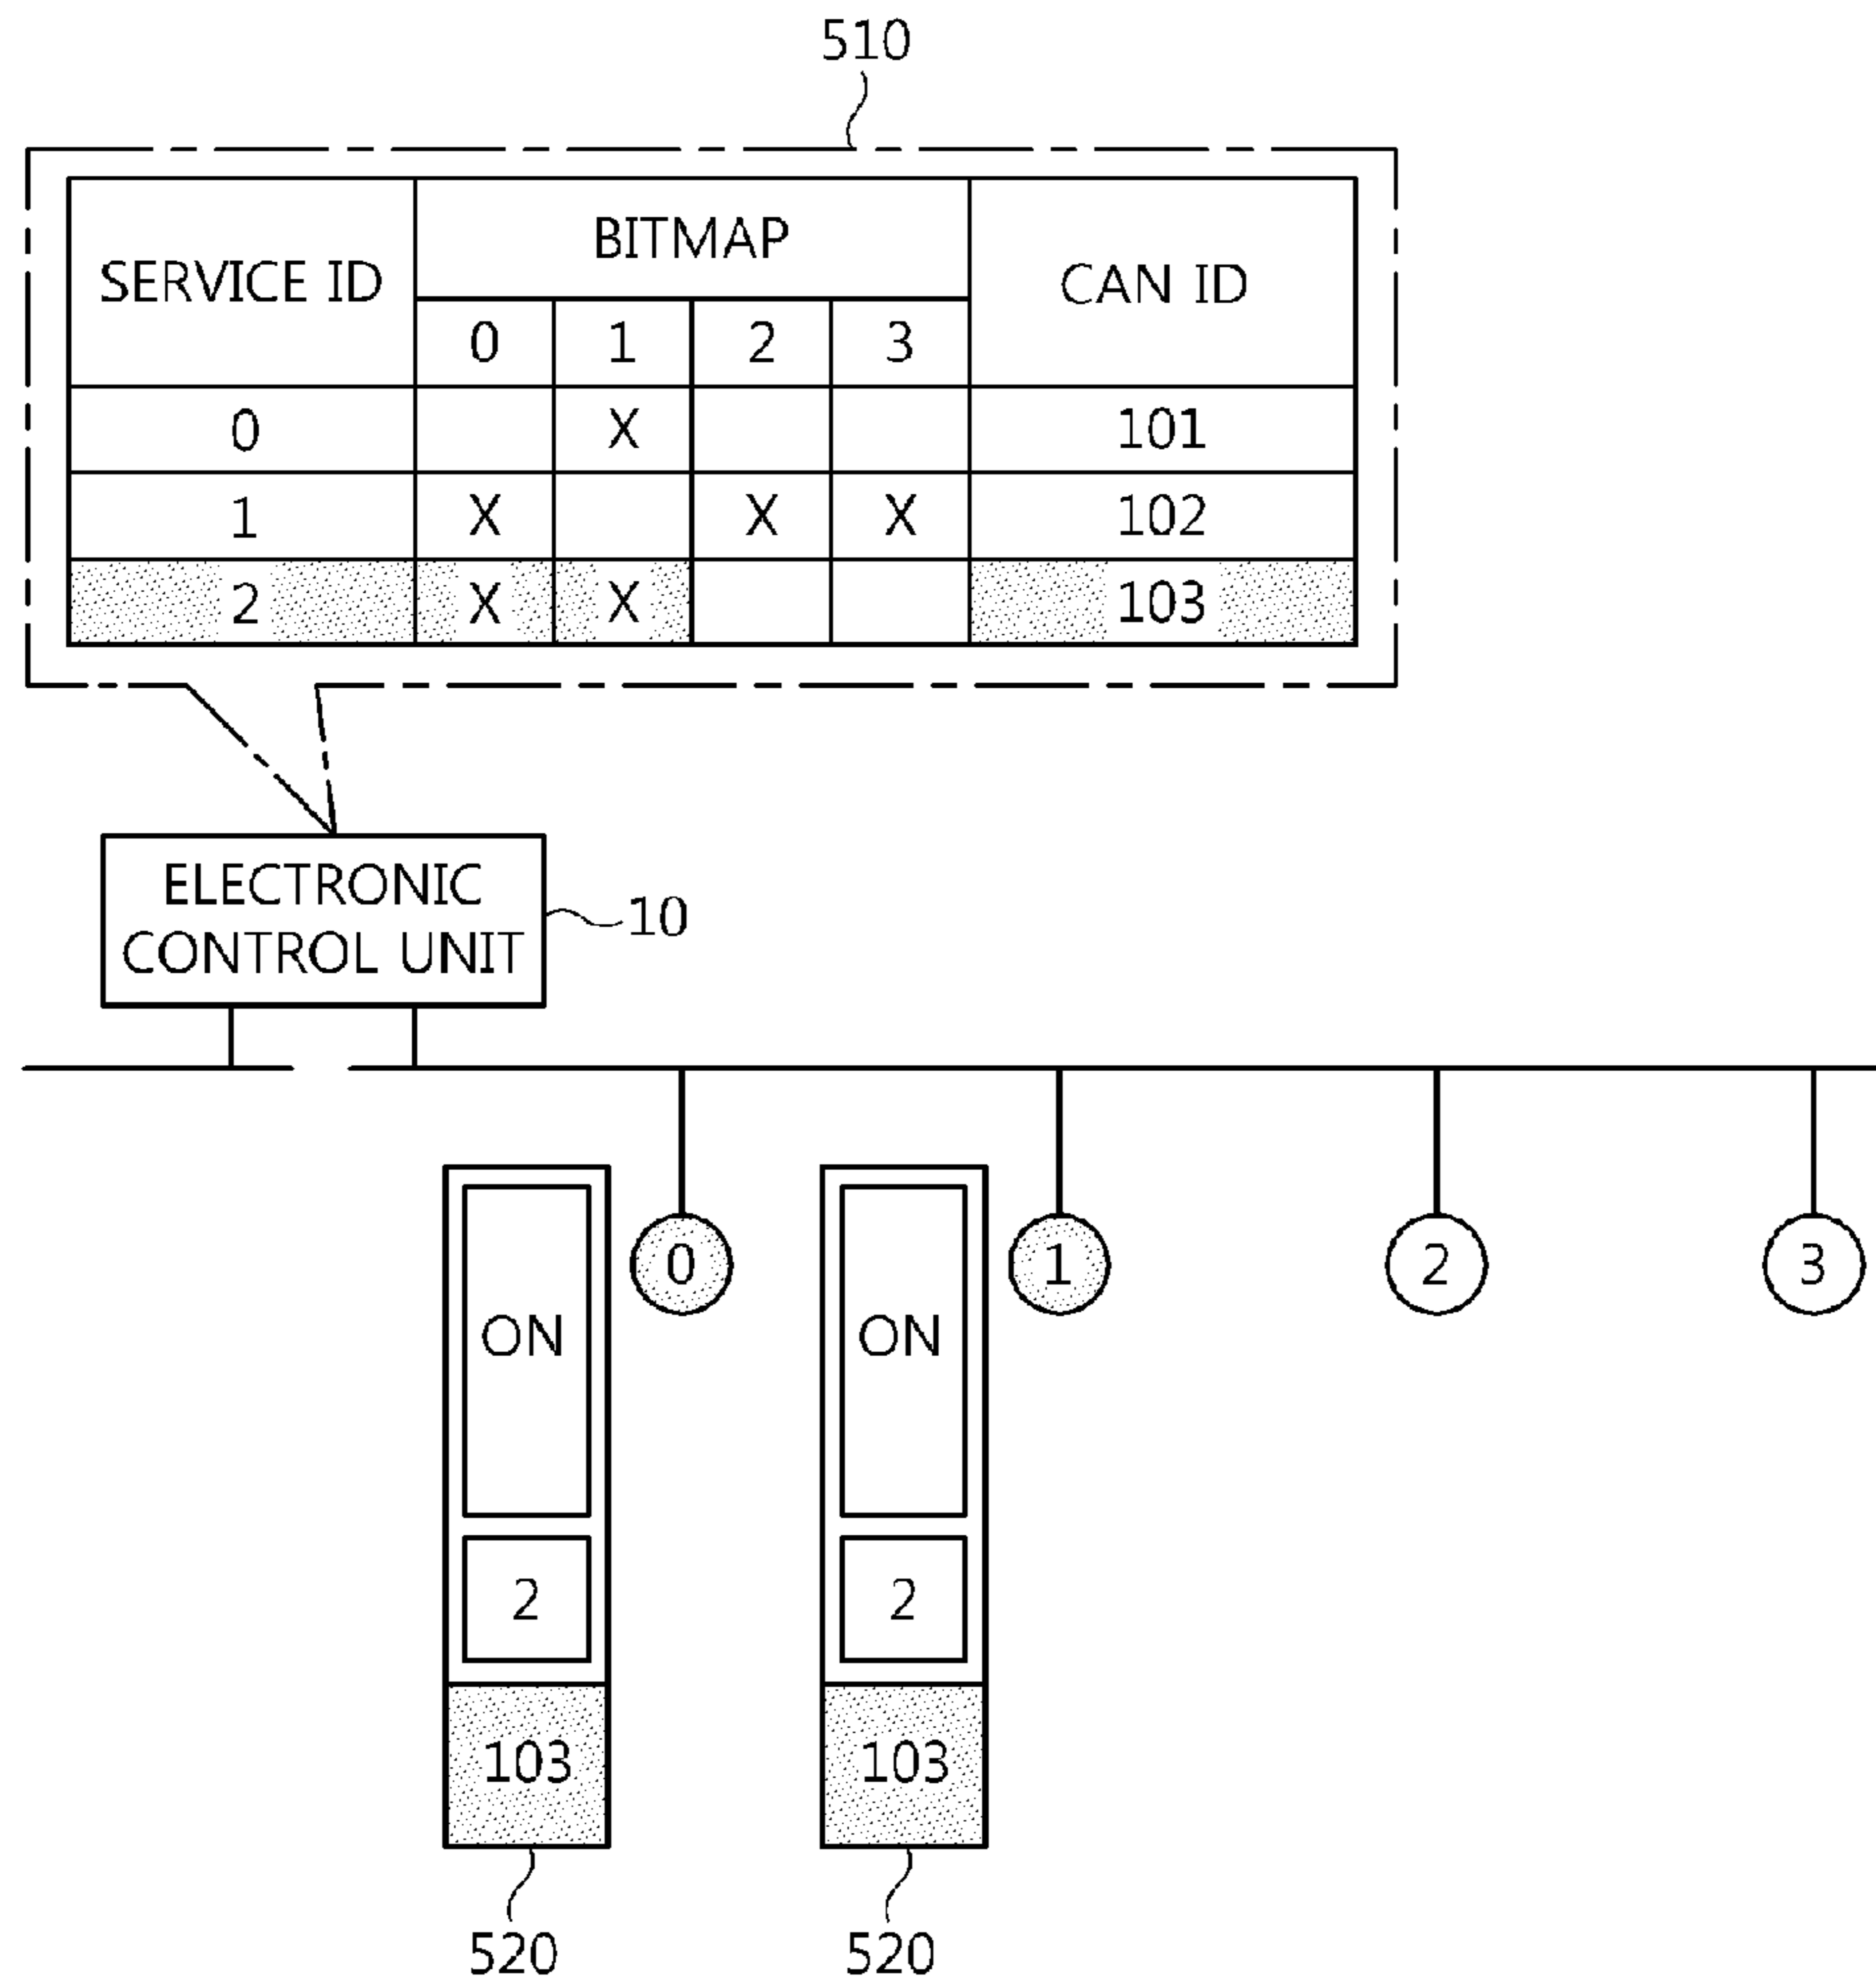 510
SERVICE ID BITMAP CAN ID
0 1 2 3
0 X 101
1 X X X 102
2 X X 103
ELECTRONIC
CONTROL UNIT
10
0 1 2 3
ON ON
2 2
103 103
520 520